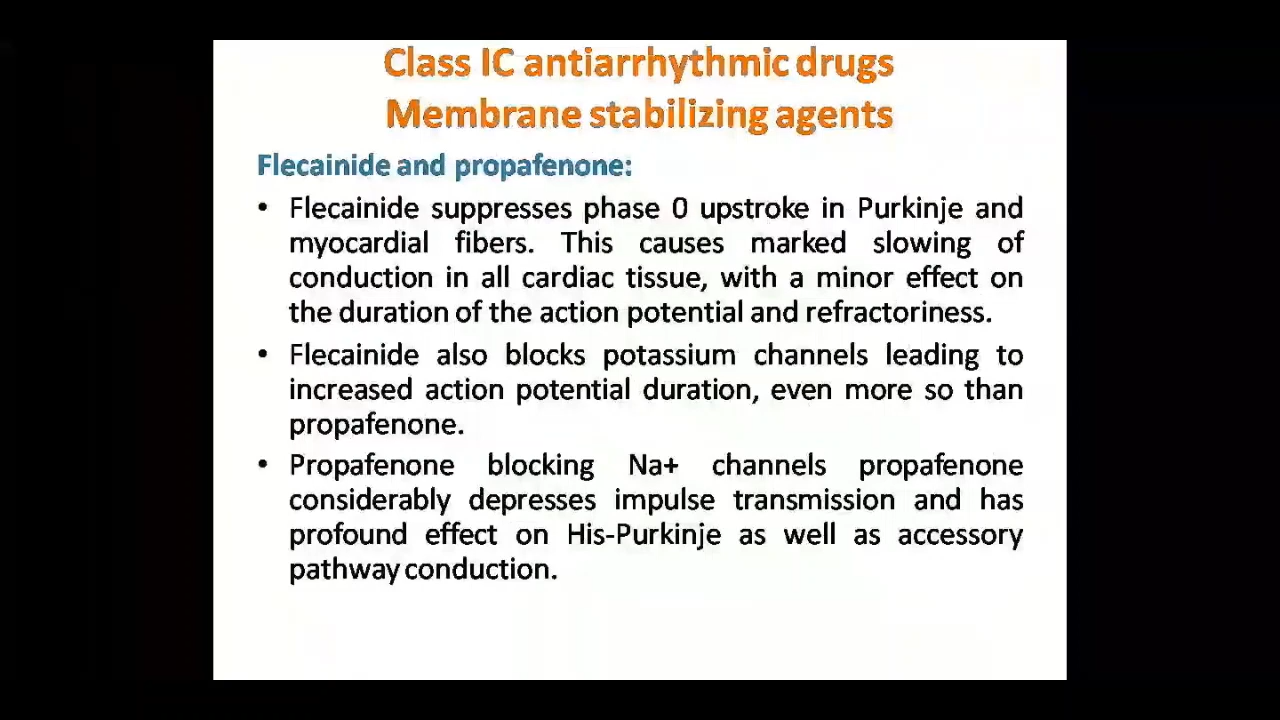 Class IC antiarrhythmic drugs
Membrane stabilizing agents
Flecainide and propafenone:
• Flecainide suppresses phase 0 upstroke in Purkinje and
myocardial fibers. This causes marked slowing of
conduction in all cardiac tissue, with a minor effect on
the duration of the action potential and refractoriness.
• Flecainide also blocks potassium channels leading to
increased action potential duration, even more so than
propafenone.
• Propafenone blocking Na+ channels propafenone
considerably depresses impulse transmission and has
profound effect on His-Purkinje as well as accessory
pathway conduction.